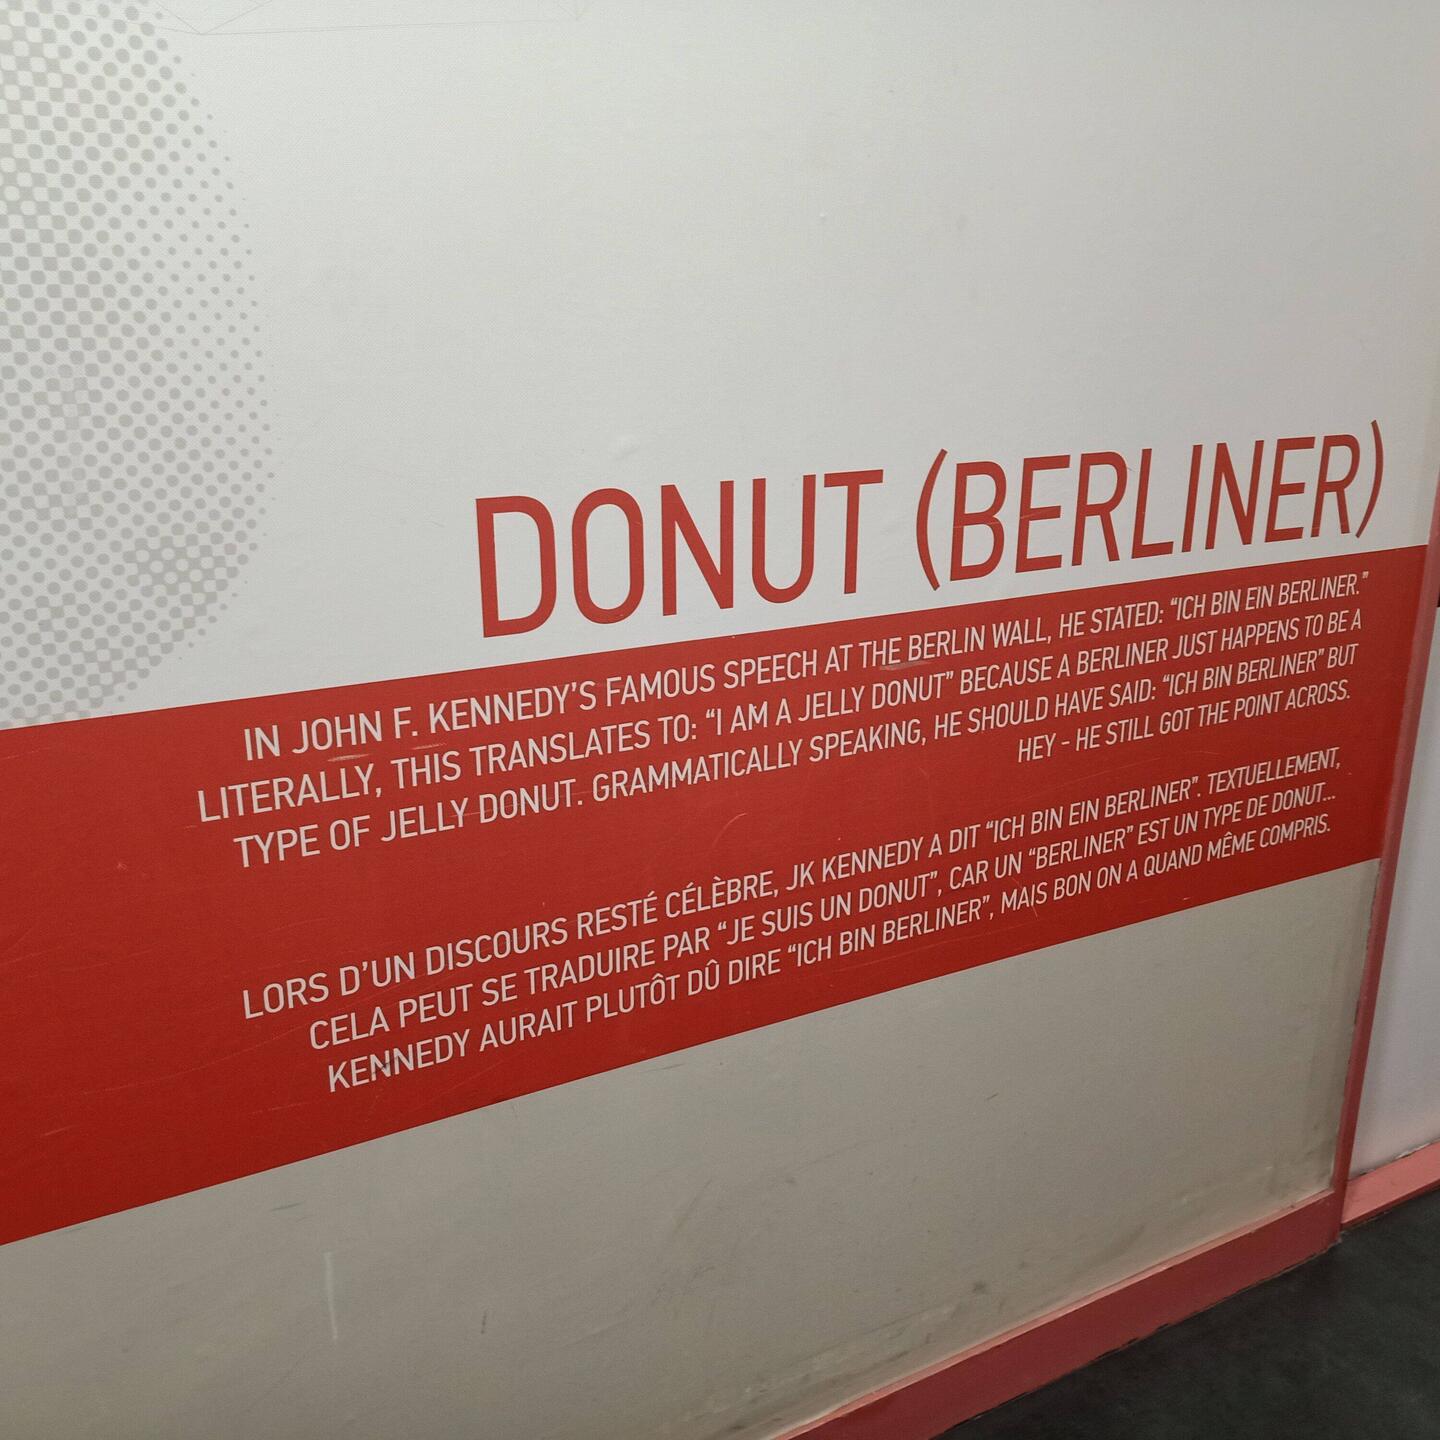 DONUT (BERLINER)
IN JOHN F. KENNEDY'S FAMOUS SPEECH AT THE BERLIN WALL, HE STATED: "ICH BIN EIN BERLINER."
LITERALLY, THIS TRANSLATES TO: "I AM A JELLY DONUT" BECAUSE A BERLINER JUST HAPPENS TO BE A
TYPE OF JELLY DONUT. GRAMMATICALLY SPEAKING, HE SHOULD HAVE SAID: "ICH BIN BERLINER" BUT
HEY - HE STILL GOT THE POINT ACROSS.
LORS D'UN DISCOURS RESTÉ CÉLÈBRE, JK KENNEDY A DIT "ICH BIN EIN BERLINER". TEXTUELLEMENT,
CELA PEUT SE TRADUIRE PAR "JE SUIS UN DONUT", CAR UN "BERLINER" EST UN TYPE DE DONUT...
KENNEDY AURAIT PLUTÔT DÛ DIRE "ICH BIN BERLINER", MAIS BON ON A QUAND MÊME COMPRIS.